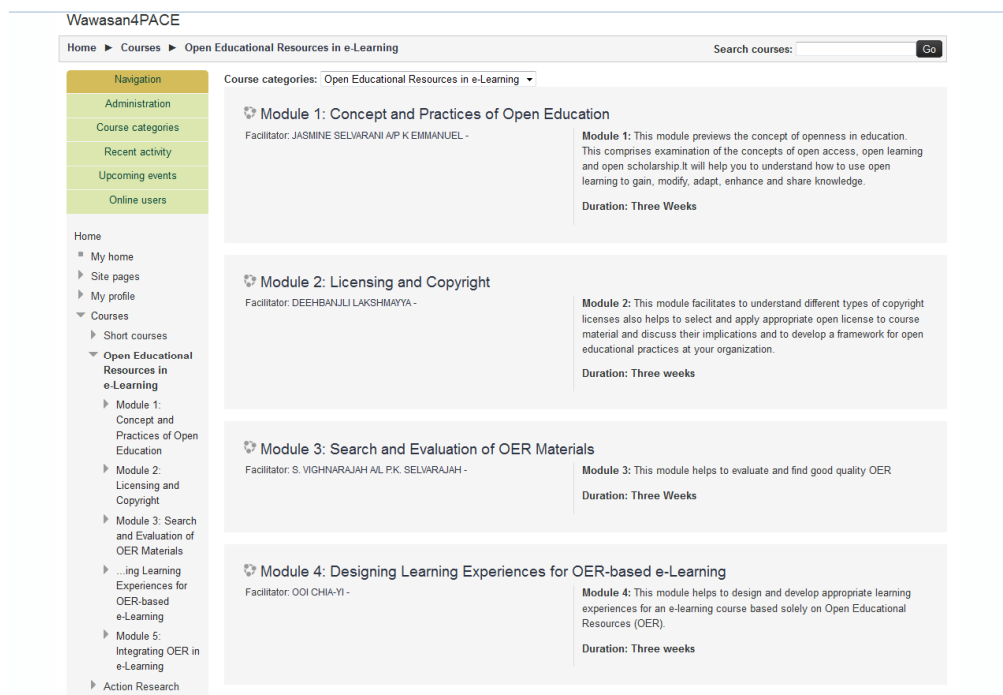 Wawasan4PACE
Home ► Courses ► Open Educational Resources in e-Learning
Search courses:
Go
Navigation
Administration
Course categories
Recent activity
Upcoming events
Online users
Home
My home
Site pages
My profile
Courses
Short courses
Open Educational
Resources in
e-Learning
Module 1:
Concept and
Practices of Open
Education
Module 2:
Licensing and
Copyright
Module 3: Search
and Evaluation of
OER Materials
...ing Learning
Experiences for
OER-based
e-Learning
Module 5:
Integrating OER in
e-Learning
Action Research
Course categories: Open Educational Resources in e-Learning
Module 1: Concept and Practices of Open Education
Facilitator: JASMINE SELVARANI A/P K EMMANUEL -
Module 1: This module previews the concept of openness in education.
This comprises examination of the concepts of open access, open learning
and open scholarship.It will help you to understand how to use open
learning to gain, modify, adapt, enhance and share knowledge.
Duration: Three Weeks
Module 2: Licensing and Copyright
Facilitator: DEEHBANJLI LAKSHMAYYA -
Module 2: This module facilitates to understand different types of copyright
licenses also helps to select and apply appropriate open license to course
material and discuss their implications and to develop a framework for open
educational practices at your organization.
Duration: Three weeks
Module 3: Search and Evaluation of OER Materials
Facilitator: S. VIGHNARAJAH A/L P.K. SELVARAJAH -
Module 3: This module helps to evaluate and find good quality OER
Duration: Three Weeks
Module 4: Designing Learning Experiences for OER-based e-Learning
Facilitator: OOI CHIA-YI -
Module 4: This module helps to design and develop appropriate learning
experiences for an e-learning course based solely on Open Educational
Resources (OER).
Duration: Three weeks